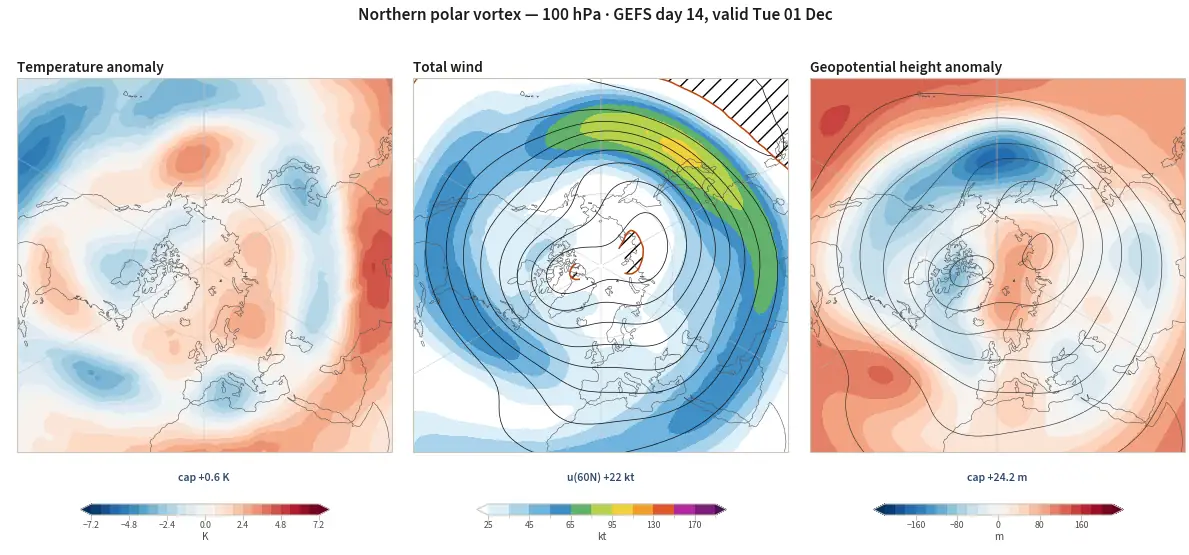 Northern polar vortex — 100 hPa · GEFS day 14, valid Tue 01 Dec
Temperature anomaly
Total wind
Geopotential height anomaly
cap +0.6 K
u(60N) +22 kt
cap +24.2 m
−7.2 −4.8 −2.4 0.0 2.4 4.8 7.2
K
25 45 65 95 130 170
kt
−160 −80 0 80 160
m